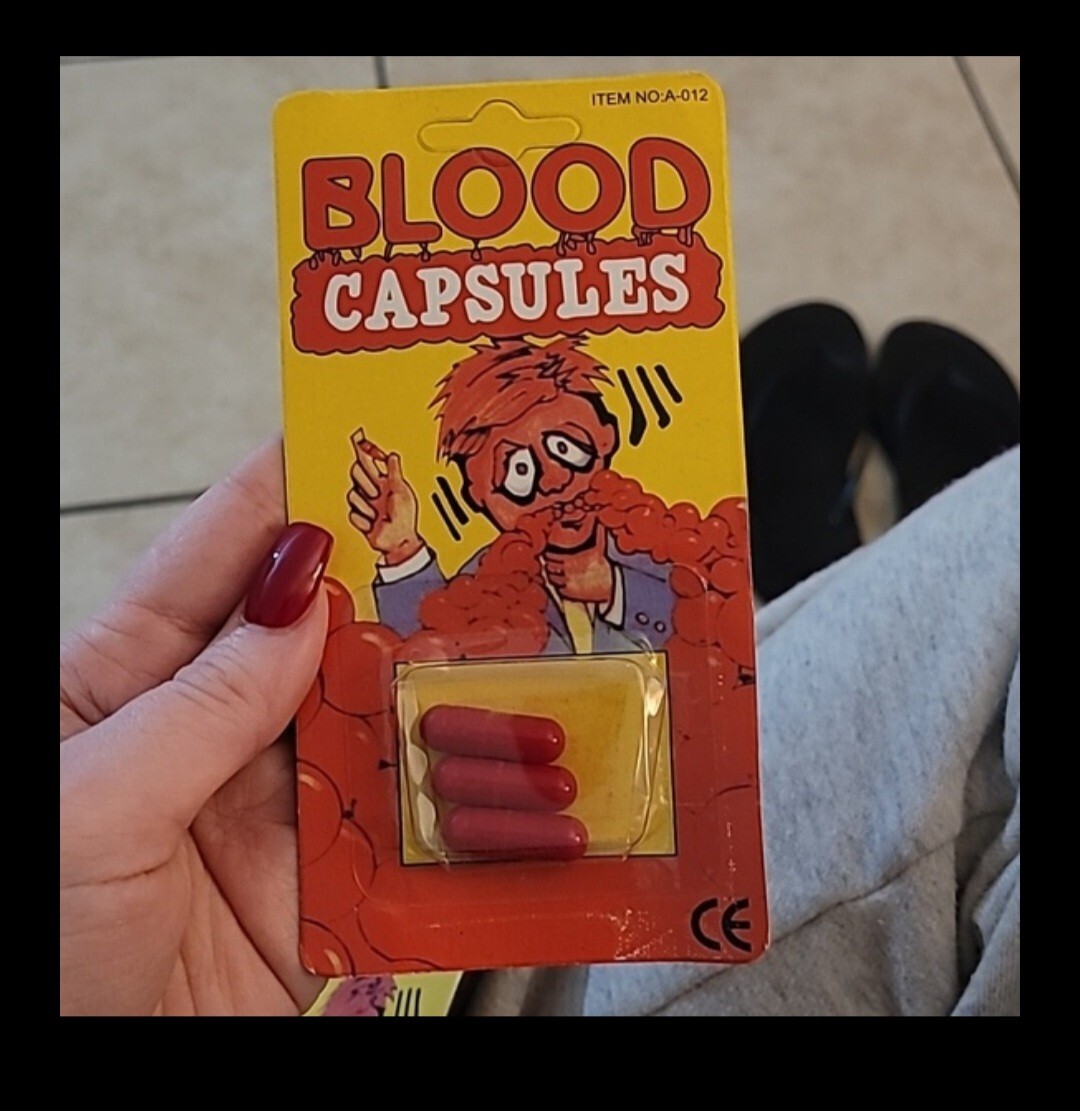 ITEM NO:A-012
BLOOD
CAPSULES
CE